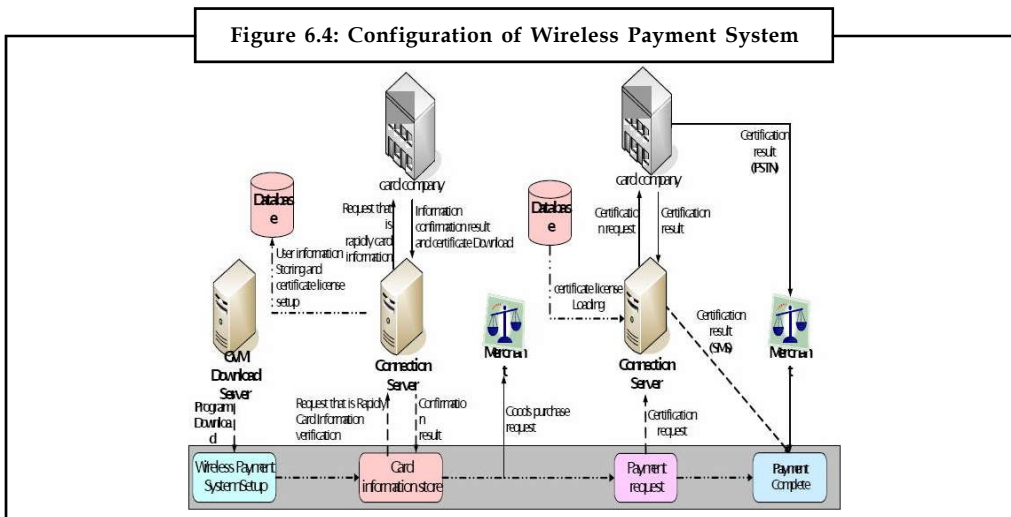 Figure 6.4: Configuration of Wireless Payment System
card company
card company
Certification
result
(PSTN)
Databas
e
Request that
is
rapidly card
information
Information
confirmation result
and certificate Download
Databas
e
Certificatio
n request
Certification
result
User information
Storing and
certificate license
setup
certificate license
Loading
Certification
result
(SMS)
GVM
Download
Server
Connection
Server
Merchan
t
Connection
Server
Merchan
t
Program
Downloa
d
Request that is Rapidly
Card Information
verification
Confirmatio
n
result
Goods purchase
request
Certification
request
Wireless Payment
System Setup
Card
information store
Payment
request
Payment
Complete